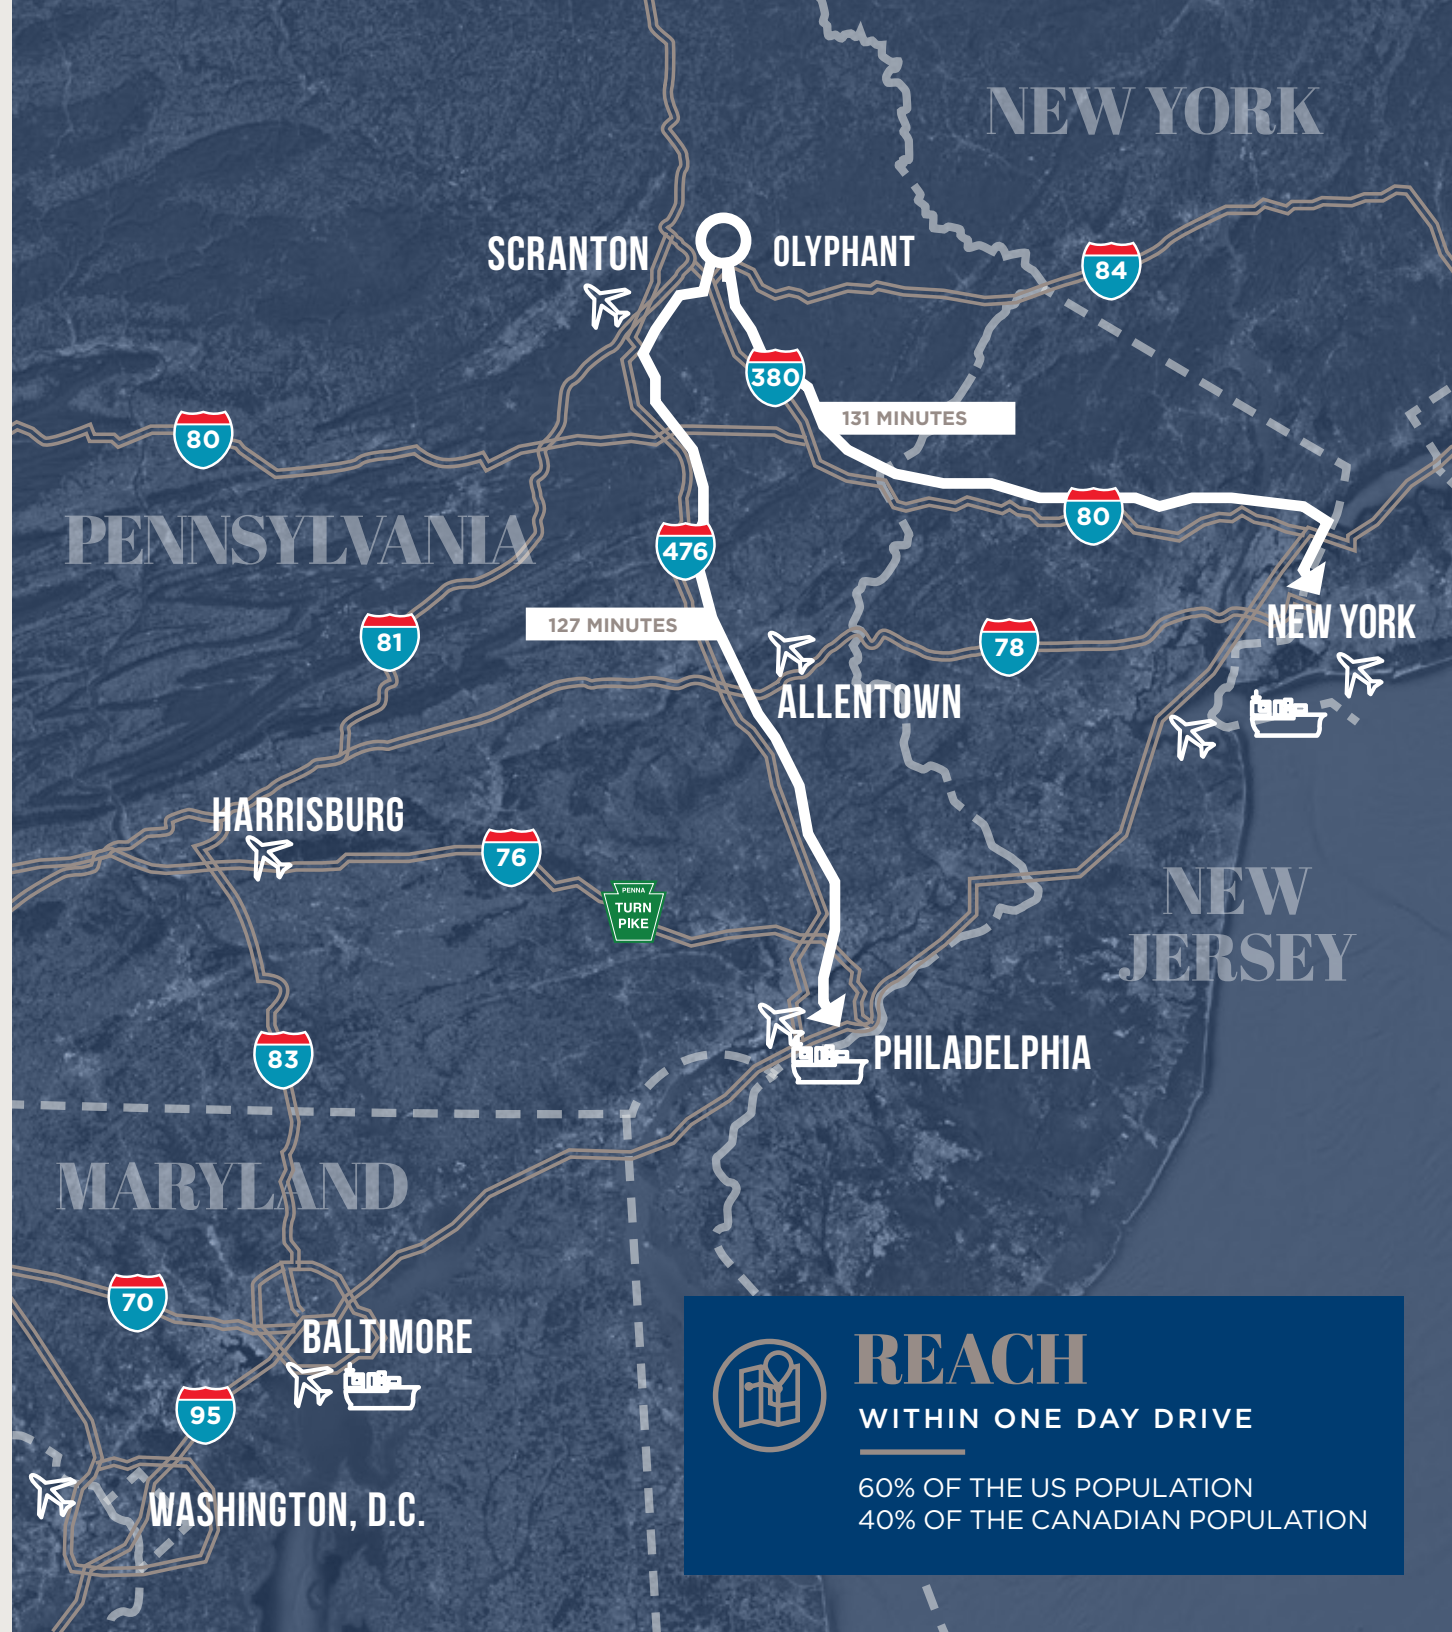 NEW YORK
SCRANTON
OLYPHANT
84
380
131 MINUTES
80
80
PENNSYLVANIA
476
127 MINUTES
81
78
NEW YORK
ALLENTOWN
HARRISBURG
76
PENNA
TURN
PIKE
NEW
JERSEY
83
PHILADELPHIA
MARYLAND
70
BALTIMORE
95
WASHINGTON, D.C.
REACH
WITHIN ONE DAY DRIVE
60% OF THE US POPULATION
40% OF THE CANADIAN POPULATION